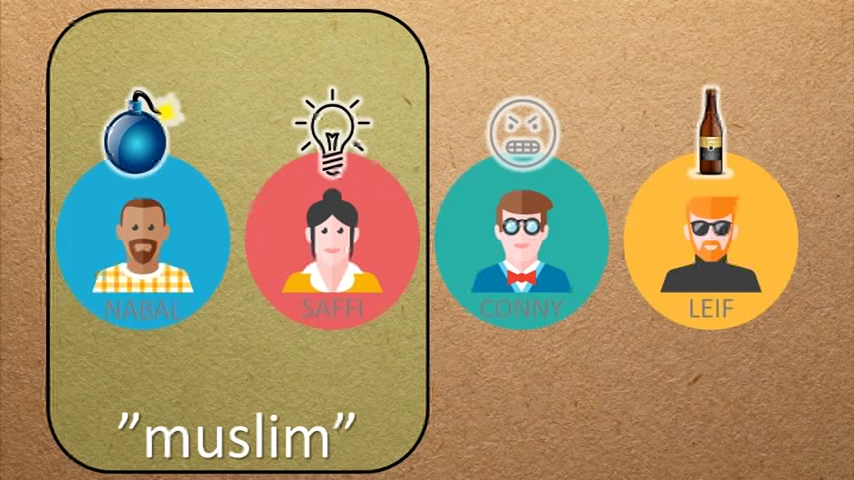 NABAL
SAFFI
CONNY
LEIF
”muslim”